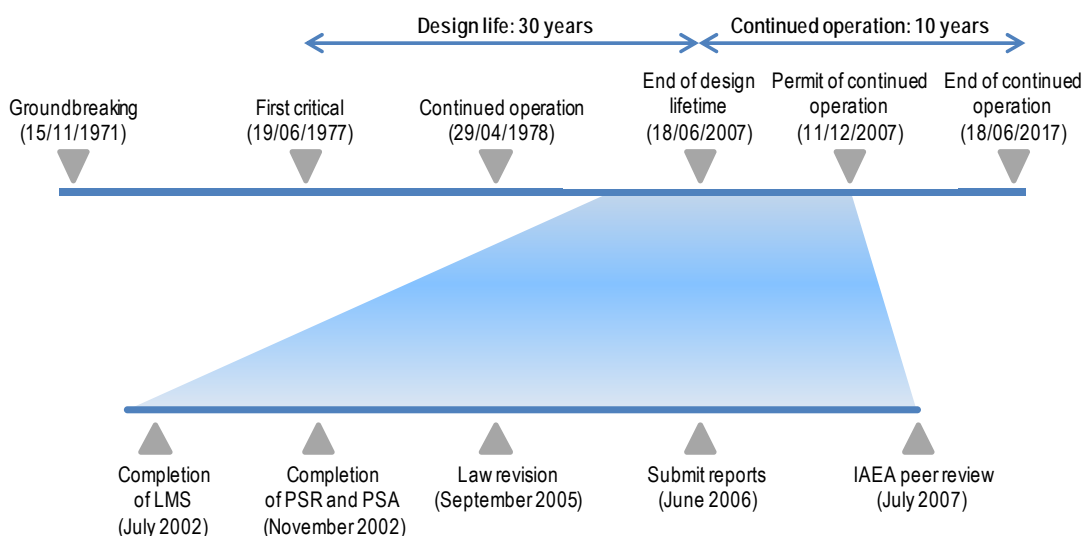 Design life: 30 years
Continued operation: 10 years
Groundbreaking
(15/11/1971)
First critical
(19/06/1977)
Continued operation
(29/04/1978)
End of design
lifetime
(18/06/2007)
Permit of continued
operation
(11/12/2007)
End of continued
operation
(18/06/2017)
Completion
of LMS
(July 2002)
Completion
of PSR and PSA
(November 2002)
Law revision
(September 2005)
Submit reports
(June 2006)
IAEA peer review
(July 2007)